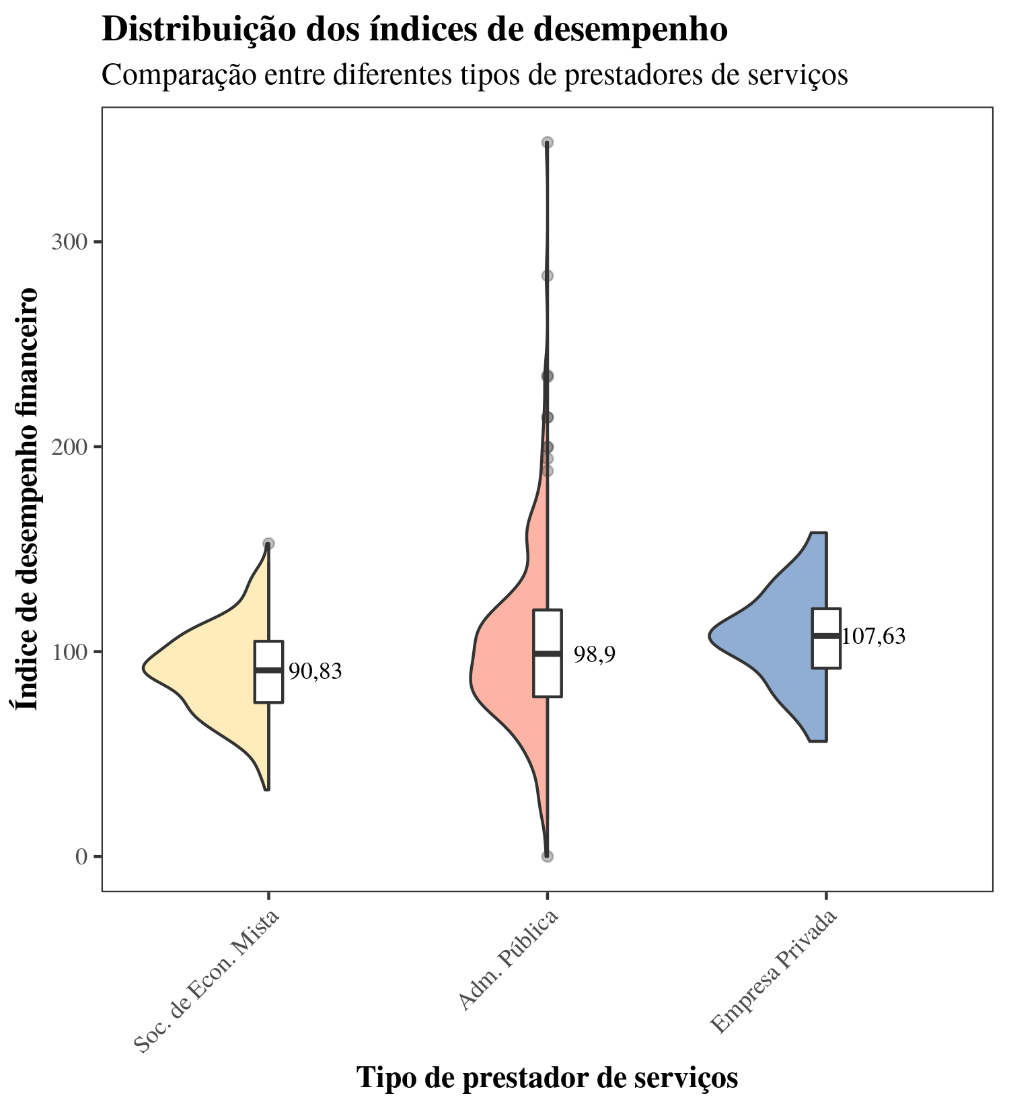 Distribuição dos índices de desempenho
Comparação entre diferentes tipos de prestadores de serviços
Índice de desempenho financeiro
300
200
100
0
90,83
98,9
107,63
Soc. de Econ. Mista
Adm. Pública
Empresa Privada
Tipo de prestador de serviços